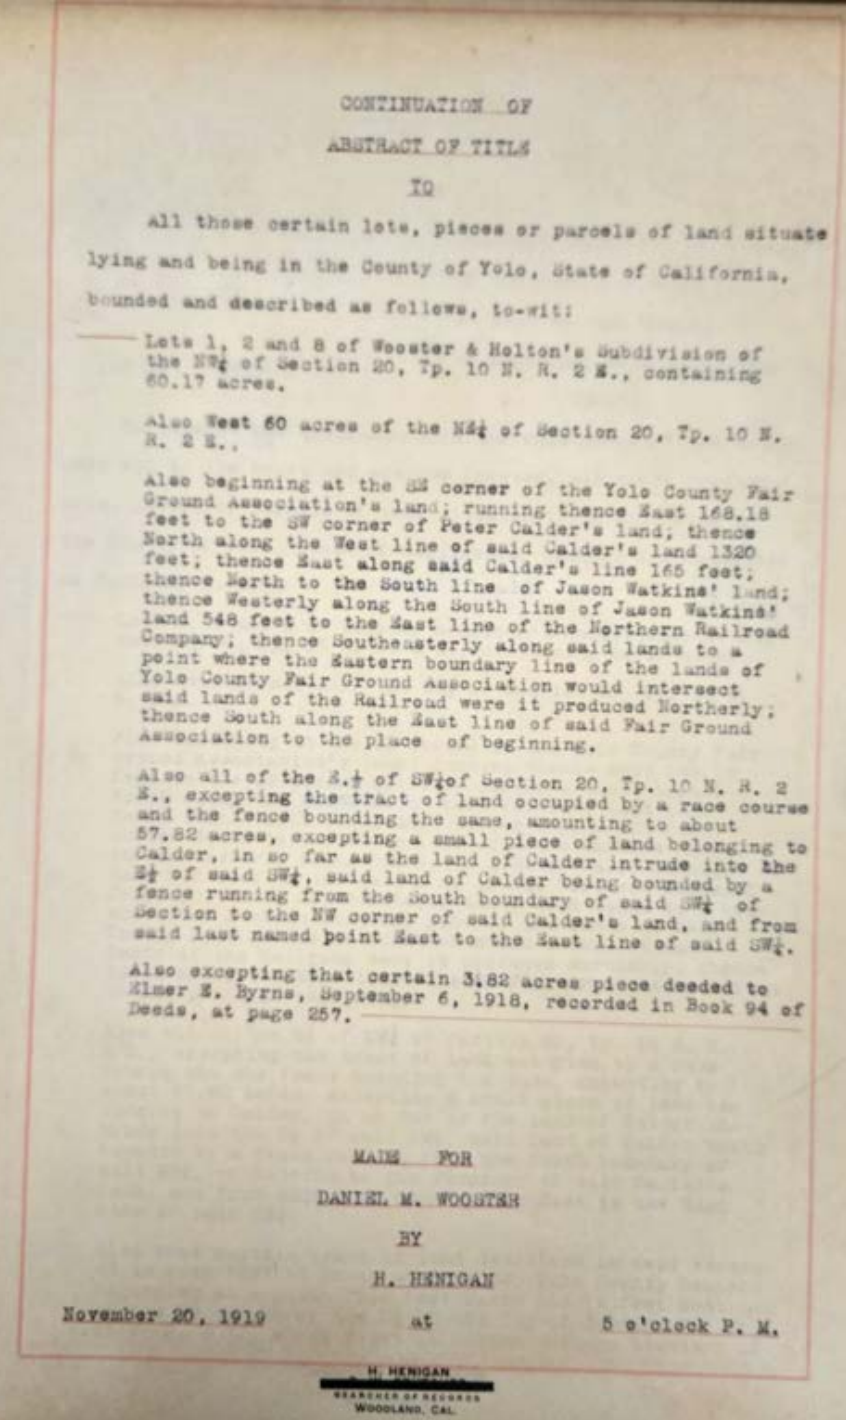 CONTINUATION OF
ABSTRACT OF TITLE
TO
All those certain lots, pieces or parcels of land situate
lying and being in the County of Yolo, State of California,
bounded and described as follows, to-wit:
Lots 1, 2 and 8 of Wooster & Holton's Subdivision of
the NW¼ of Section 20, Tp. 10 N. R. 2 E., containing
60.17 acres.
Also West 60 acres of the NE¼ of Section 20, Tp. 10 N.
R. 2 E.,
Also beginning at the SE corner of the Yolo County Fair
Ground Association's land; running thence East 168.18
feet to the SW corner of Peter Calder's land; thence
North along the West line of said Calder's land 1320
feet; thence East along said Calder's line 165 feet;
thence North to the South line of Jason Watkins' land;
thence Westerly along the South line of Jason Watkins'
land 548 feet to the East line of the Northern Railroad
Company; thence Southeasterly along said lands to a
point where the Eastern boundary line of the lands of
Yolo County Fair Ground Association would intersect
said lands of the Railroad were it produced Northerly;
thence South along the East line of said Fair Ground
Association to the place of beginning.
Also all of the E.½ of SW¼of Section 20, Tp. 10 N. R. 2
E., excepting the tract of land occupied by a race course
and the fence bounding the same, amounting to about
57.82 acres, excepting a small piece of land belonging to
Calder, in so far as the land of Calder intrude into the
E½ of said SW¼, said land of Calder being bounded by a
fence running from the South boundary of said SW¼ of
Section to the NW corner of said Calder's land, and from
said last named point East to the East line of said SW¼.
Also excepting that certain 3.82 acres piece deeded to
Elmer E. Byrns, September 6, 1918, recorded in Book 94 of
Deeds, at page 257.
MADE FOR
DANIEL M. WOOSTER
BY
H. HENIGAN
November 20, 1919 at 5 o'clock P. M.
H. HENIGAN
SEARCHER OF RECORDS
WOODLAND, CAL.